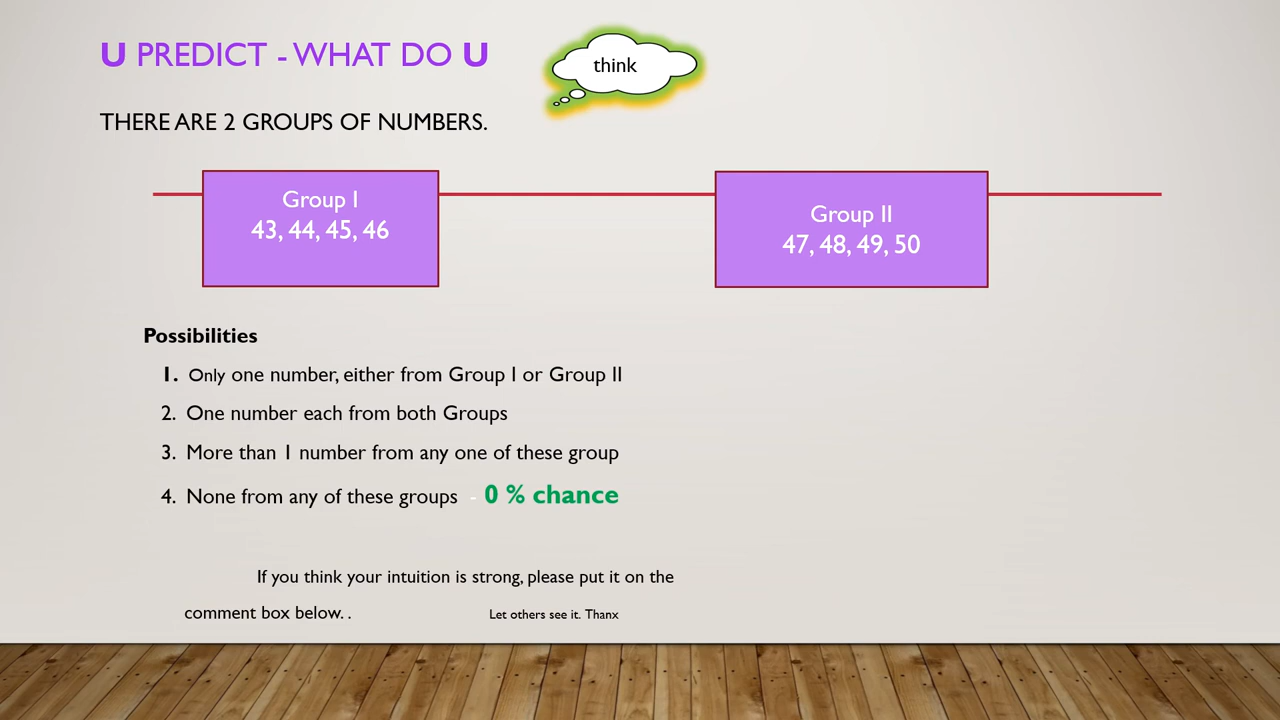 U PREDICT - WHAT DO U
think
THERE ARE 2 GROUPS OF NUMBERS.
Group I
43, 44, 45, 46
Group II
47, 48, 49, 50
Possibilities
1. Only one number, either from Group I or Group II
2. One number each from both Groups
3. More than 1 number from any one of these group
4. None from any of these groups - 0 % chance
If you think your intuition is strong, please put it on the
comment box below. . Let others see it. Thanx